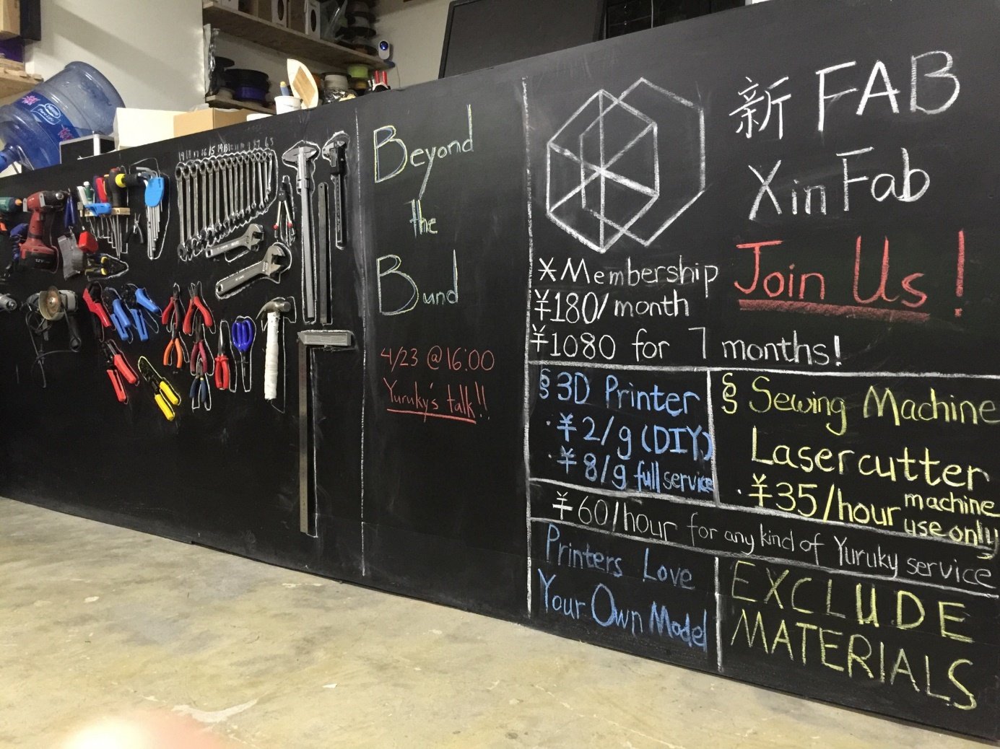 Beyond
the
Bund
4/23 @16:00
Yuruky's talk!!
新 FAB
XinFab
Join Us!
*Membership
¥180/month
¥1080 for 7 months!
§3D Printer
·¥2/g (DIY)
·¥8/g full service
§Sewing Machine
Lasercutter
·¥35/hour machine use only
¥60/hour for any kind of Yuruky service
Printers Love
Your Own Model
EXCLUDE
MATERIALS